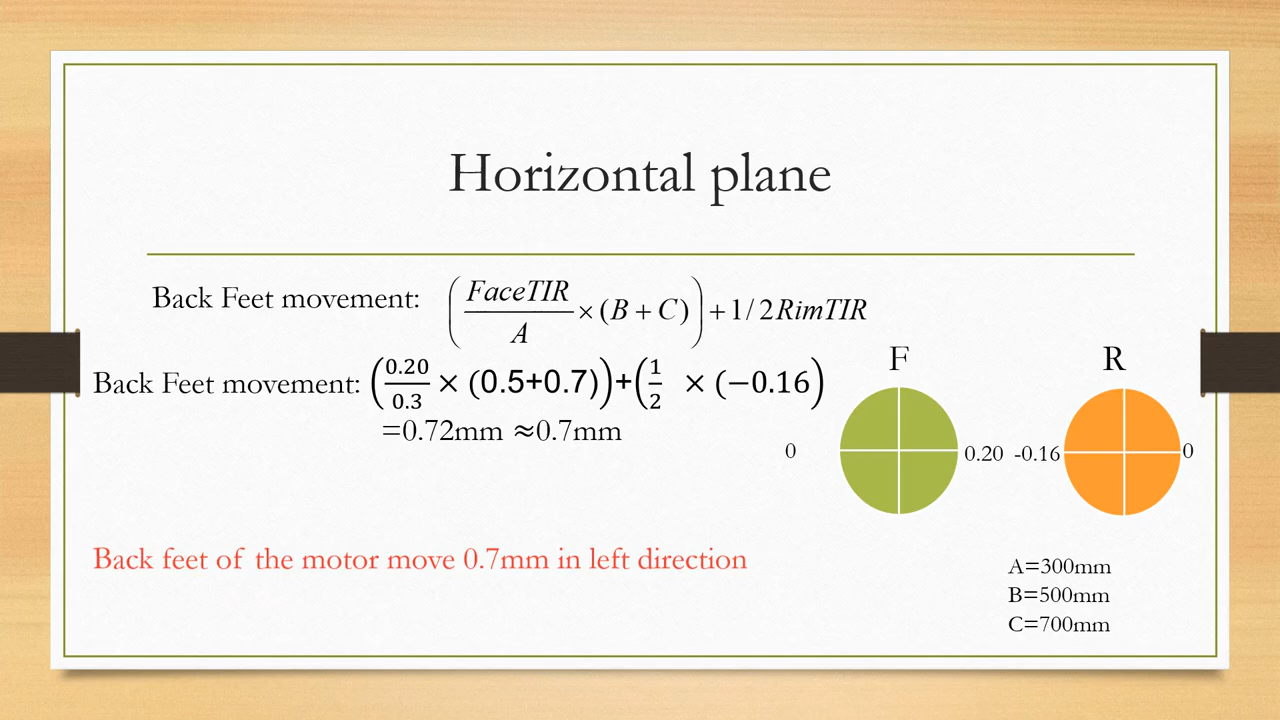 Horizontal plane
Back Feet movement: (FaceTIR/A × (B + C)) + 1/2 RimTIR
Back Feet movement: (0.20/0.3 × (0.5+0.7))+(1/2 × (−0.16))
=0.72mm ≈0.7mm
F
R
0
0.20
-0.16
0
Back feet of the motor move 0.7mm in left direction
A=300mm
B=500mm
C=700mm